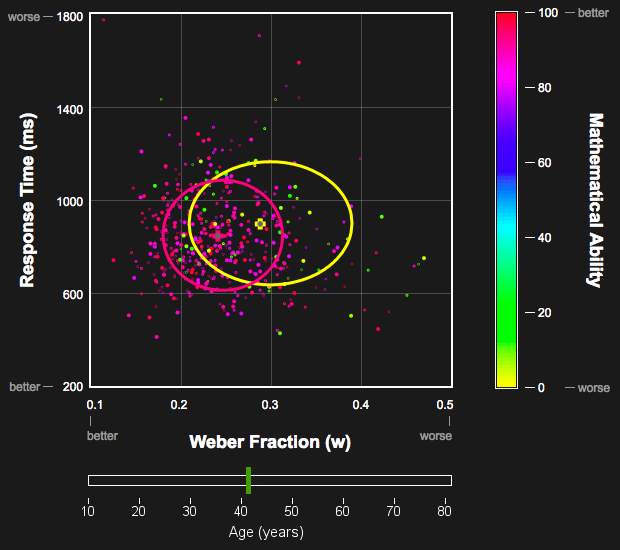 worse
1800
1400
1000
600
better
200
Response Time (ms)
0.1
0.2
0.3
0.4
0.5
better
worse
Weber Fraction (w)
100
better
80
60
40
20
0
worse
Mathematical Ability
10
20
30
40
50
60
70
80
Age (years)